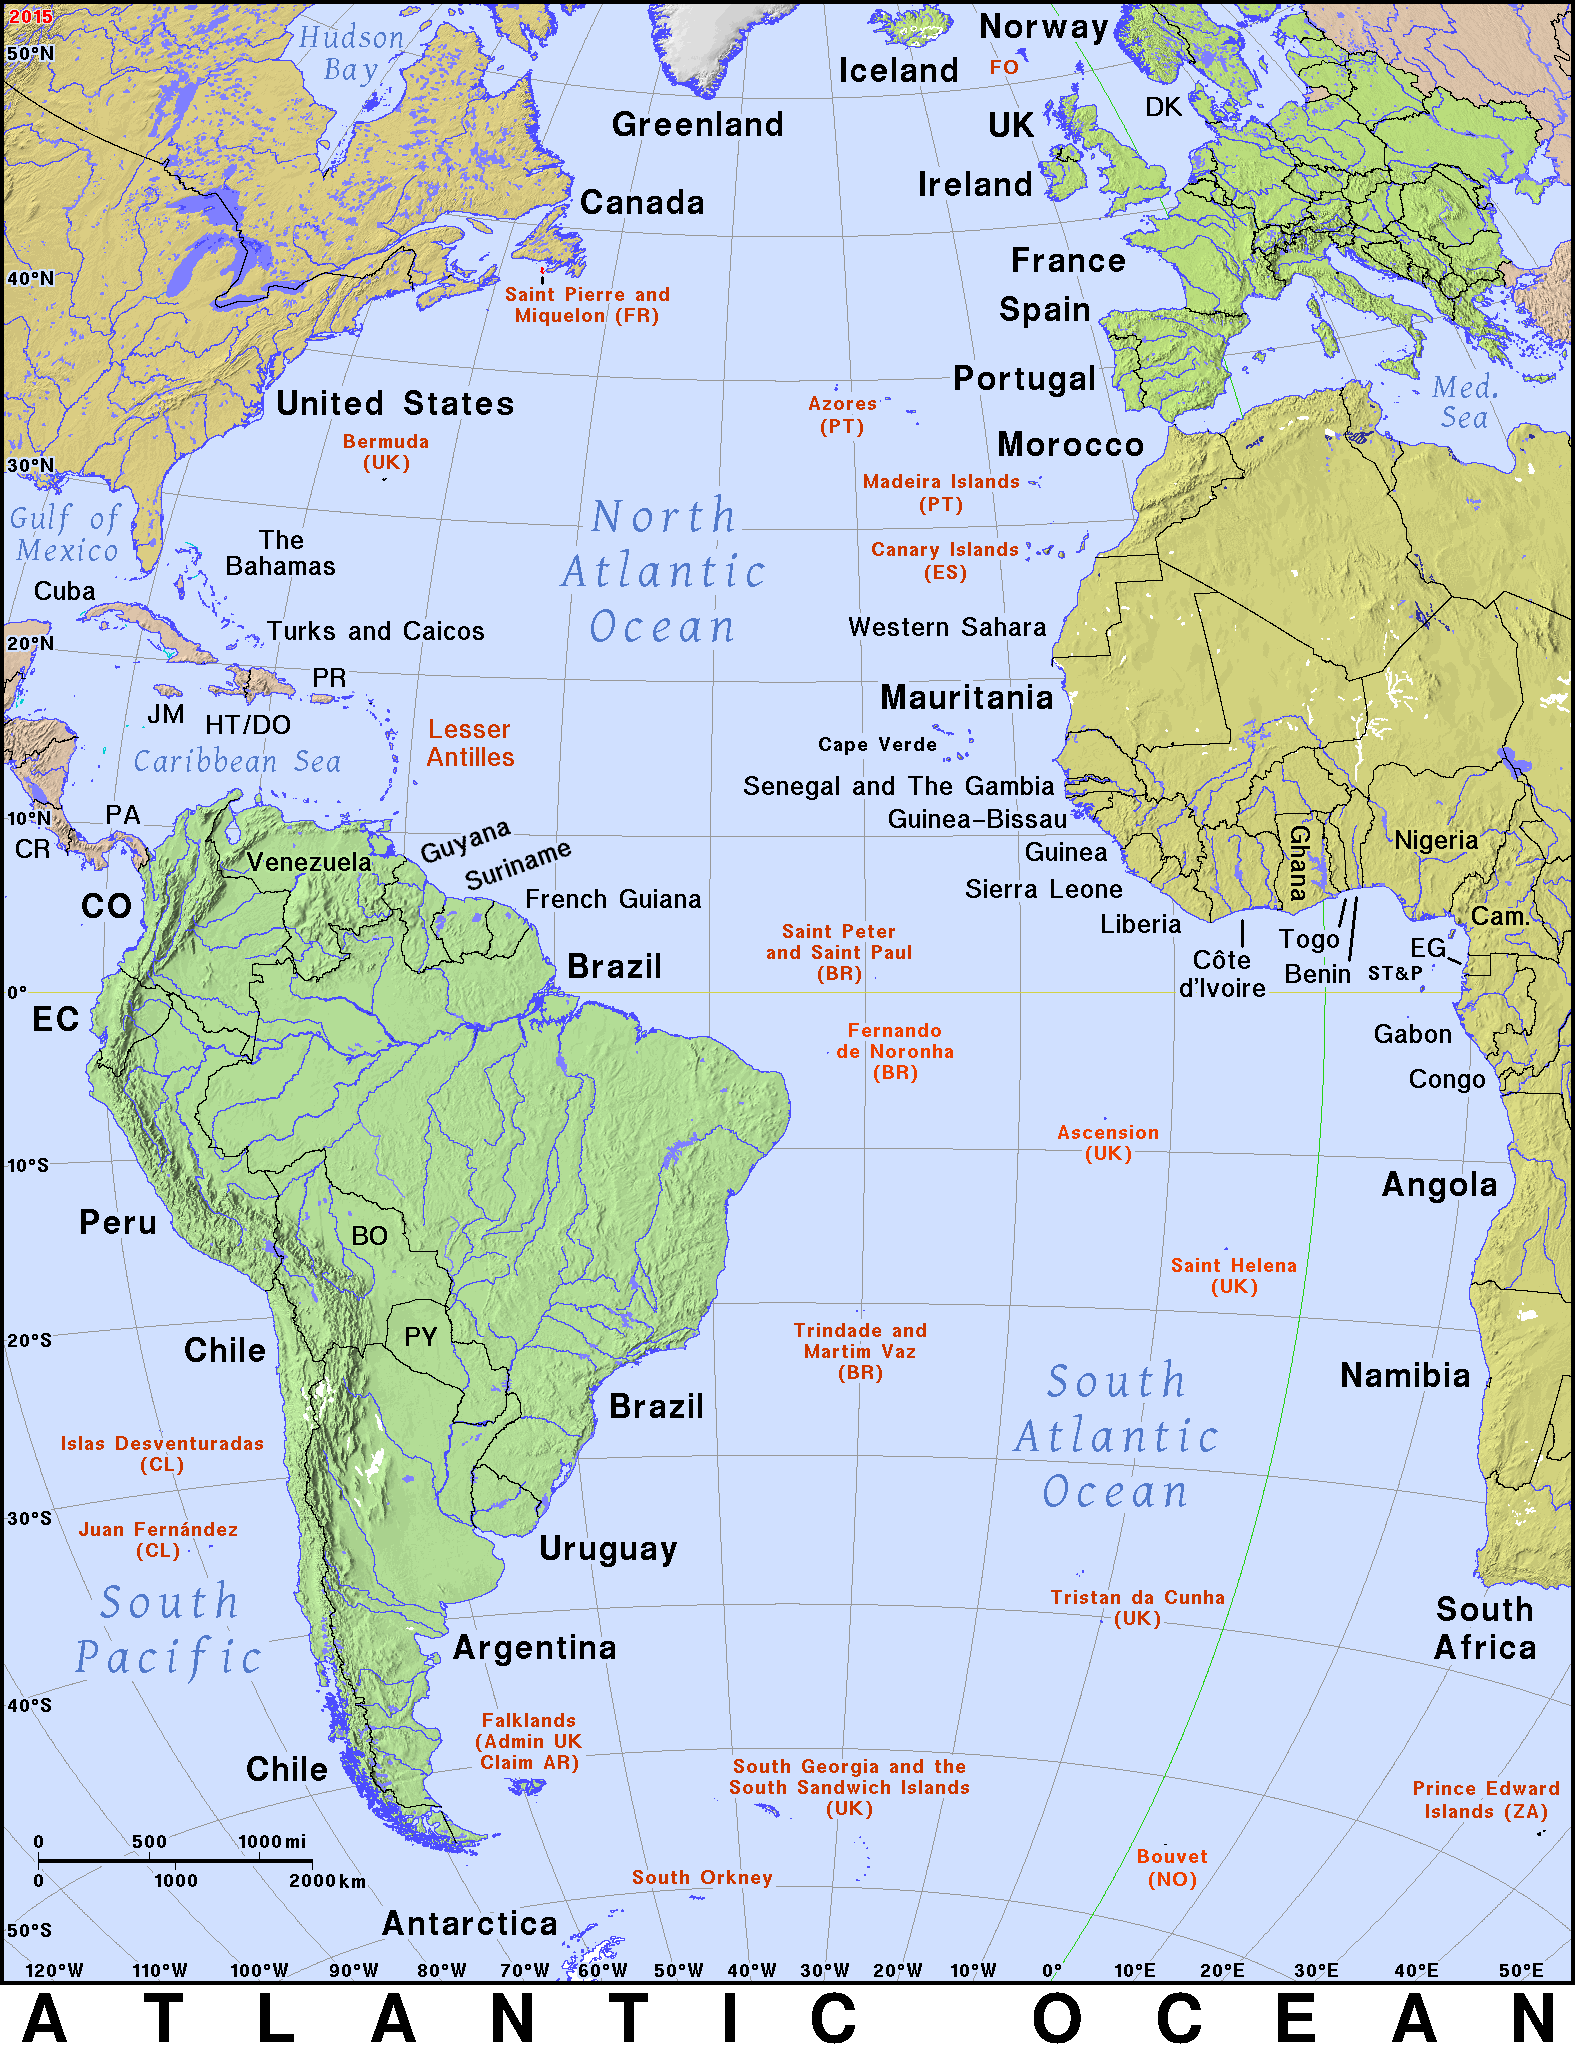 2015
Hudson
Bay
Norway
Iceland
FO
50°N
Greenland
UK
DK
Ireland
Canada
France
40°N
Saint Pierre and
Miquelon (FR)
Spain
Portugal
Med.
Sea
United States
Azores
(PT)
Bermuda
(UK)
Morocco
30°N
Madeira Islands
(PT)
Gulf of
Mexico
North
Atlantic
Ocean
The
Bahamas
Canary Islands
(ES)
Cuba
Turks and Caicos
Western Sahara
20°N
PR
JM
HT/DO
Mauritania
Lesser
Antilles
Caribbean Sea
Cape Verde
Senegal and The Gambia
10°N
PA
Guinea-Bissau
CR
Venezuela
Guyana
Suriname
Guinea
Ghana
Nigeria
French Guiana
Sierra Leone
CO
Liberia
Cam.
Saint Peter
and Saint Paul
(BR)
Togo
EG
Côte
d'Ivoire
Benin
ST&P
Brazil
0°
EC
Fernando
de Noronha
(BR)
Gabon
Congo
Ascension
(UK)
10°S
Angola
Peru
BO
Saint Helena
(UK)
20°S
Chile
PY
Trindade and
Martim Vaz
(BR)
Namibia
South
Atlantic
Ocean
Brazil
Islas Desventuradas
(CL)
30°S
Juan Fernández
(CL)
Uruguay
South
Pacific
Tristan da Cunha
(UK)
South
Africa
Argentina
40°S
Falklands
(Admin UK
Claim AR)
Chile
South Georgia and the
South Sandwich Islands
(UK)
Prince Edward
Islands (ZA)
0 500 1000 mi
0 1000 2000 km
Bouvet
(NO)
South Orkney
Antarctica
50°S
120°W 110°W 100°W 90°W 80°W 70°W 60°W 50°W 40°W 30°W 20°W 10°W 0° 10°E 20°E 30°E 40°E 50°E
ATLANTIC OCEAN